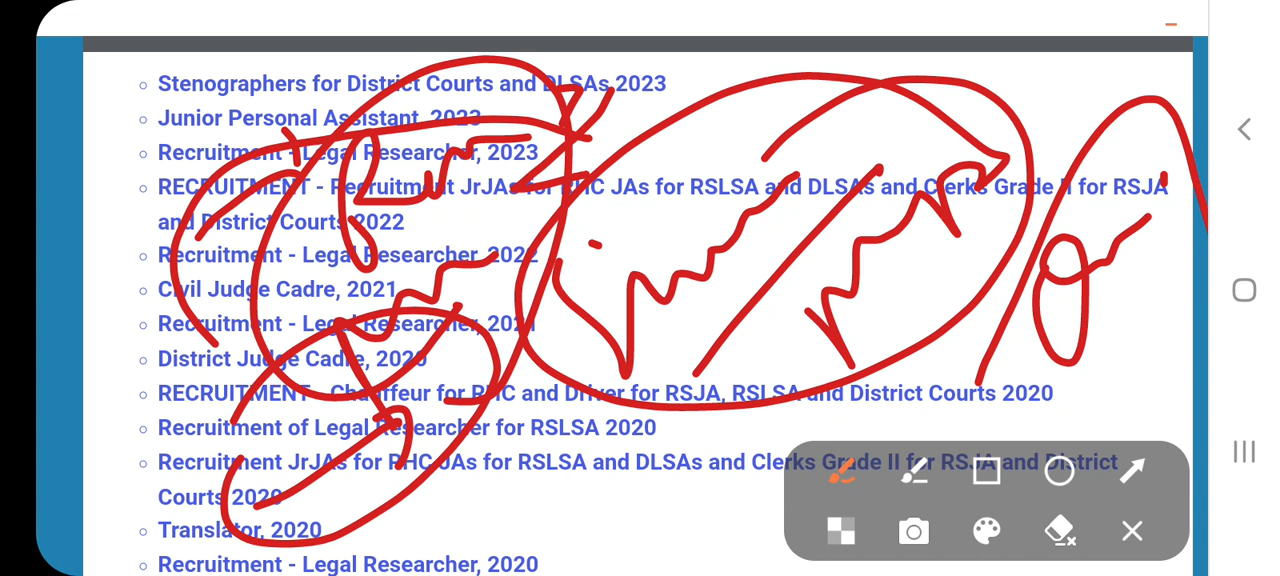 Stenographers for District Courts and DLSAs 2023
Junior Personal Assistant, 2023
Recruitment - Legal Researcher, 2023
RECRUITMENT - Recruitment JrJAs for RHC JAs for RSLSA and DLSAs and Clerks Grade II for RSJA
and District Courts 2022
Recruitment - Legal Researcher, 2022
Civil Judge Cadre, 2021
Recruitment - Legal Researcher, 2021
District Judge Cadre, 2020
RECRUITMENT - Chauffeur for RHC and Driver for RSJA, RSLSA and District Courts 2020
Recruitment of Legal Researcher for RSLSA 2020
Recruitment JrJAs for RHC JAs for RSLSA and DLSAs and Clerks Grade II for RSJA and District
Courts 2020
Translator, 2020
Recruitment - Legal Researcher, 2020